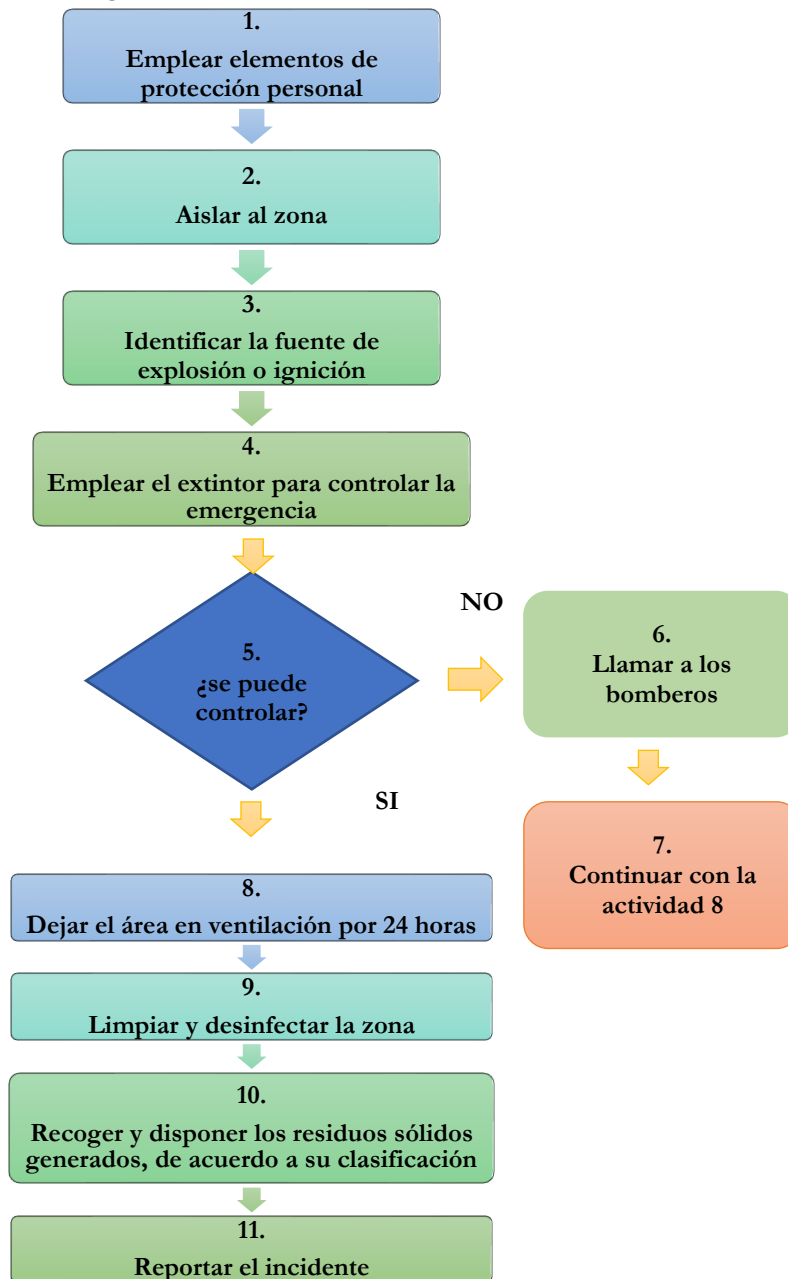 1.
Emplear elementos de
protección personal
2.
Aislar al zona
3.
Identificar la fuente de
explosión o ignición
4.
Emplear el extintor para controlar la
emergencia
5.
¿se puede
controlar?
NO
6.
Llamar a los
bomberos
7.
Continuar con la
actividad 8
SI
8.
Dejar el área en ventilación por 24 horas
9.
Limpiar y desinfectar la zona
10.
Recoger y disponer los residuos sólidos
generados, de acuerdo a su clasificación
11.
Reportar el incidente